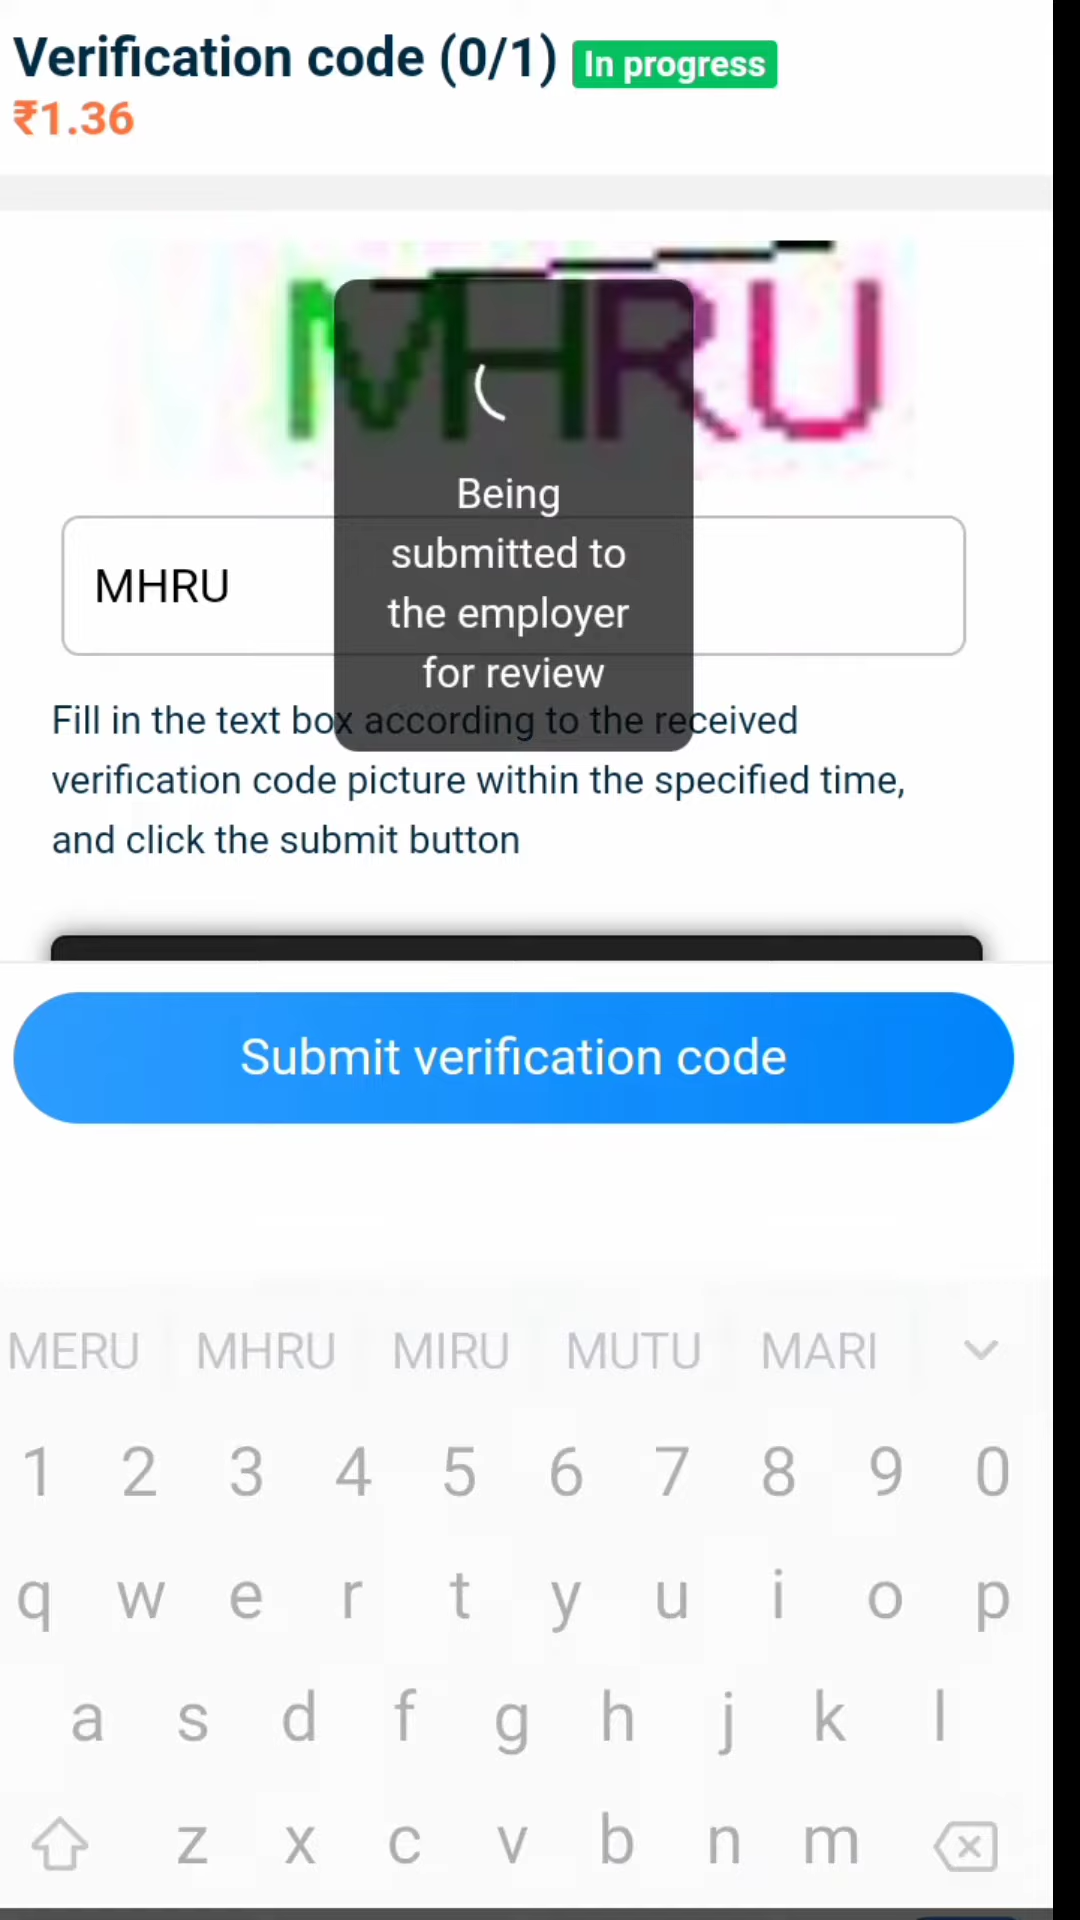 Verification code (0/1) In progress
₹1.36
MHRU
MHRU
Being
submitted to
the employer
for review
Fill in the text box according to the received
verification code picture within the specified time,
and click the submit button
Submit verification code
MERU MHRU MIRU MUTU MARI
1 2 3 4 5 6 7 8 9 0
q w e r t y u i o p
a s d f g h j k l
z x c v b n m